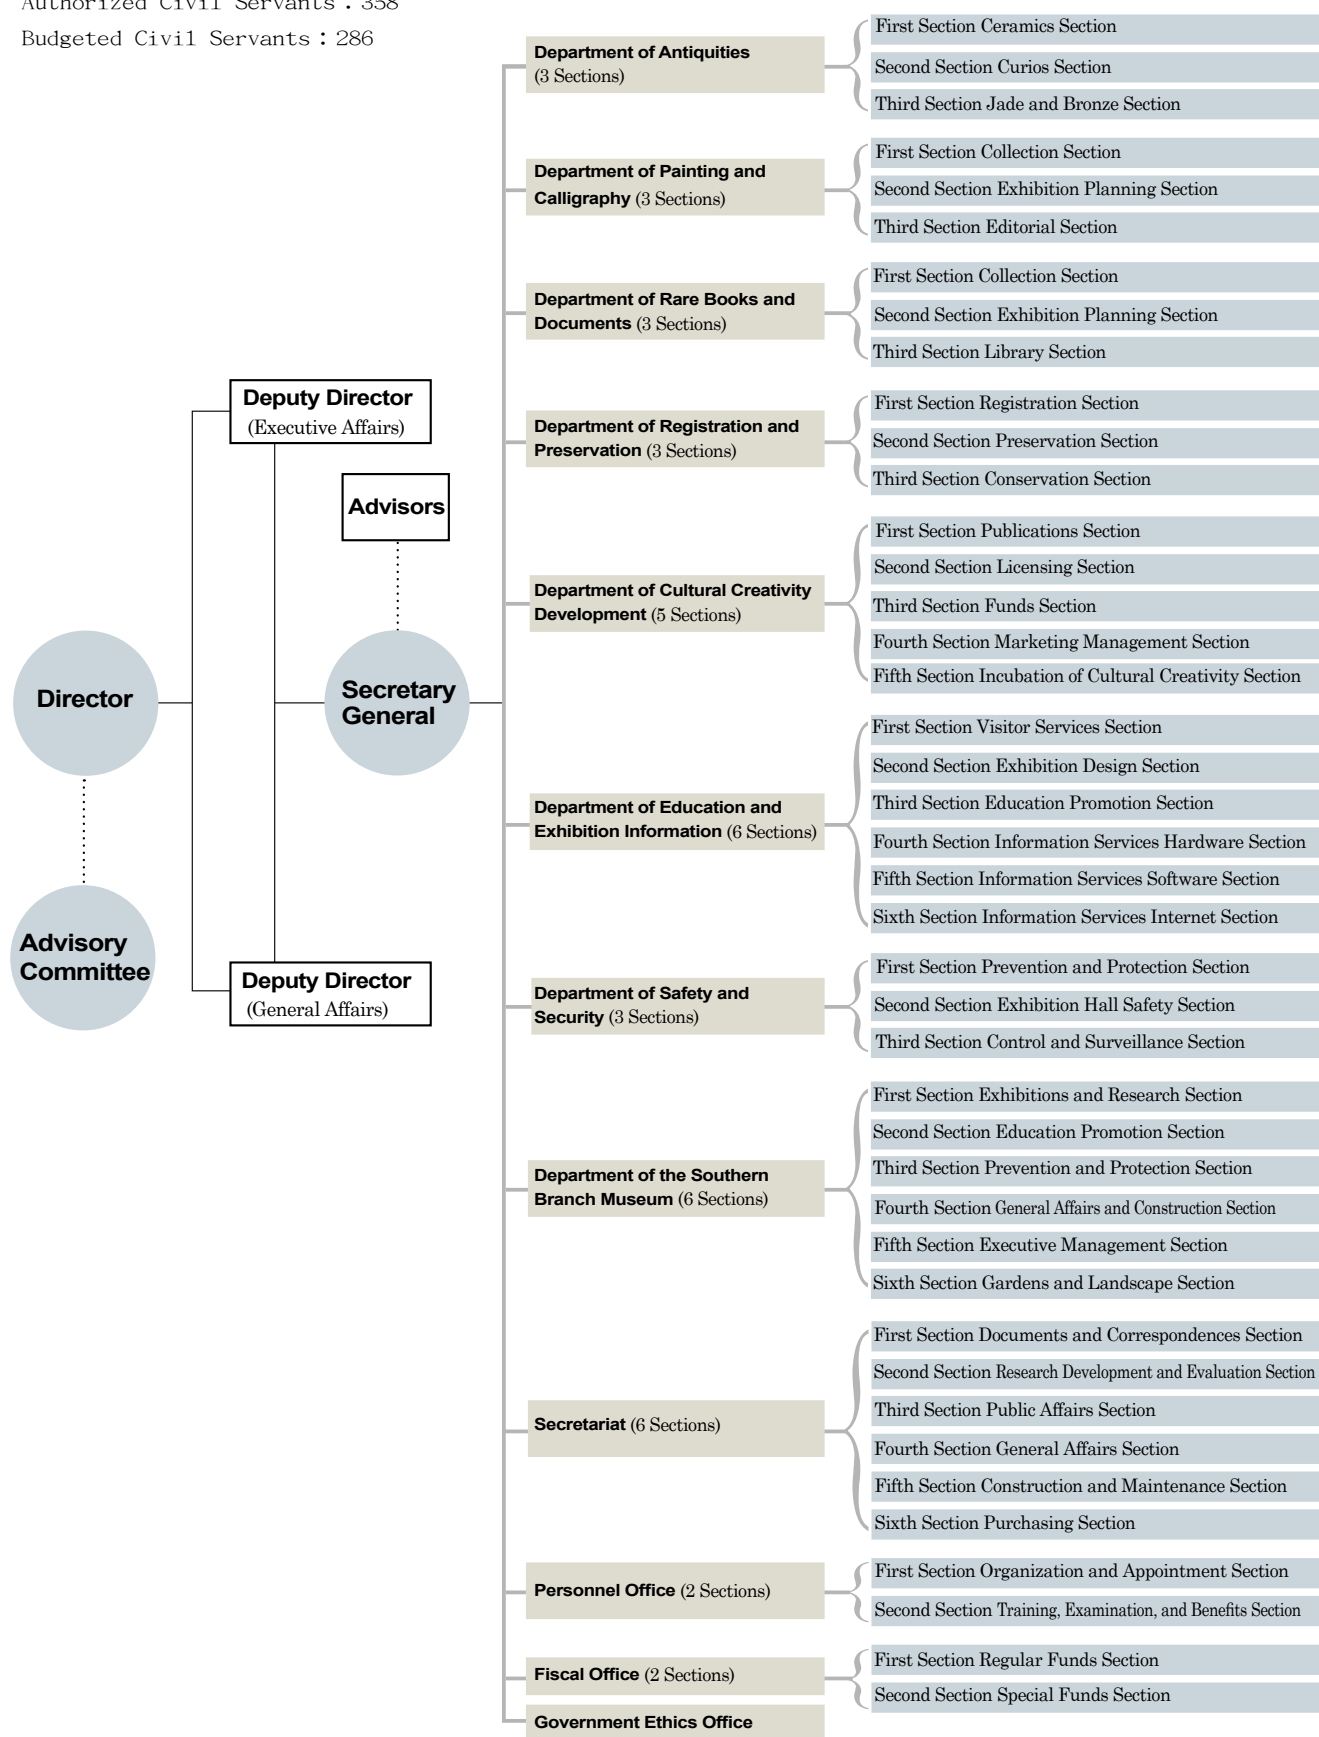 Authorized Civil Servants：358
Budgeted Civil Servants：286
Director
Advisory
Committee
Deputy Director
(Executive Affairs)
Advisors
Secretary
General
Deputy Director
(General Affairs)
Department of Antiquities
(3 Sections)
First Section Ceramics Section
Second Section Curios Section
Third Section Jade and Bronze Section
Department of Painting and
Calligraphy (3 Sections)
First Section Collection Section
Second Section Exhibition Planning Section
Third Section Editorial Section
Department of Rare Books and
Documents (3 Sections)
First Section Collection Section
Second Section Exhibition Planning Section
Third Section Library Section
Department of Registration and
Preservation (3 Sections)
First Section Registration Section
Second Section Preservation Section
Third Section Conservation Section
Department of Cultural Creativity
Development (5 Sections)
First Section Publications Section
Second Section Licensing Section
Third Section Funds Section
Fourth Section Marketing Management Section
Fifth Section Incubation of Cultural Creativity Section
Department of Education and
Exhibition Information (6 Sections)
First Section Visitor Services Section
Second Section Exhibition Design Section
Third Section Education Promotion Section
Fourth Section Information Services Hardware Section
Fifth Section Information Services Software Section
Sixth Section Information Services Internet Section
Department of Safety and
Security (3 Sections)
First Section Prevention and Protection Section
Second Section Exhibition Hall Safety Section
Third Section Control and Surveillance Section
Department of the Southern
Branch Museum (6 Sections)
First Section Exhibitions and Research Section
Second Section Education Promotion Section
Third Section Prevention and Protection Section
Fourth Section General Affairs and Construction Section
Fifth Section Executive Management Section
Sixth Section Gardens and Landscape Section
Secretariat (6 Sections)
First Section Documents and Correspondences Section
Second Section Research Development and Evaluation Section
Third Section Public Affairs Section
Fourth Section General Affairs Section
Fifth Section Construction and Maintenance Section
Sixth Section Purchasing Section
Personnel Office (2 Sections)
First Section Organization and Appointment Section
Second Section Training, Examination, and Benefits Section
Fiscal Office (2 Sections)
First Section Regular Funds Section
Second Section Special Funds Section
Government Ethics Office